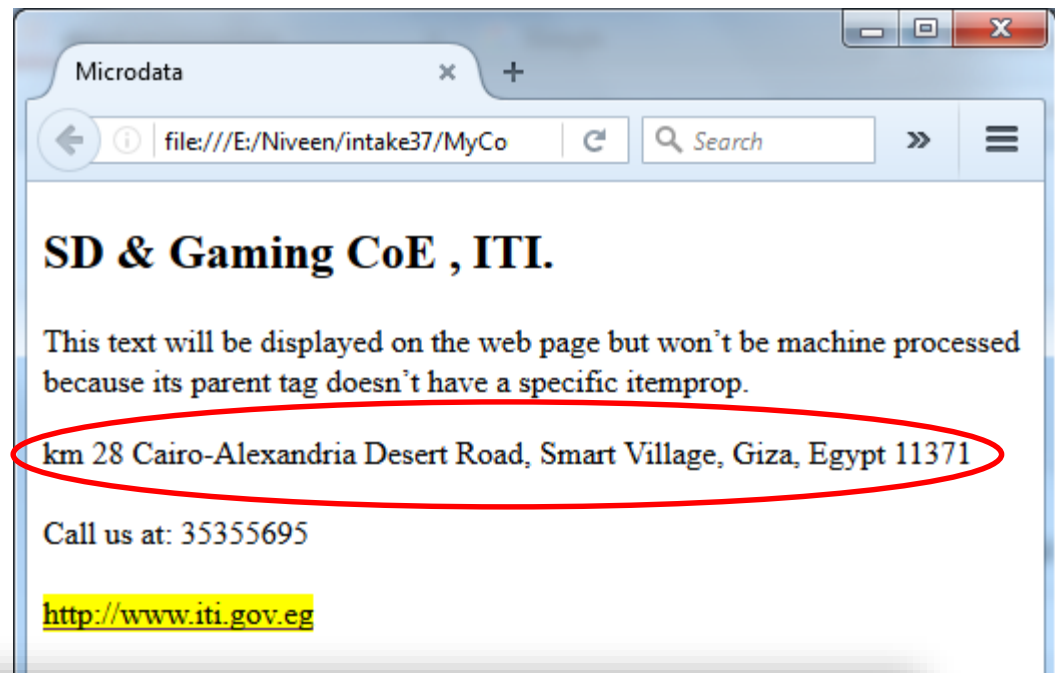 Microdata
file:///E:/Niveen/intake37/MyCo
Search
SD & Gaming CoE , ITI.
This text will be displayed on the web page but won’t be machine processed
because its parent tag doesn’t have a specific itemprop.
km 28 Cairo-Alexandria Desert Road, Smart Village, Giza, Egypt 11371
Call us at: 35355695
http://www.iti.gov.eg